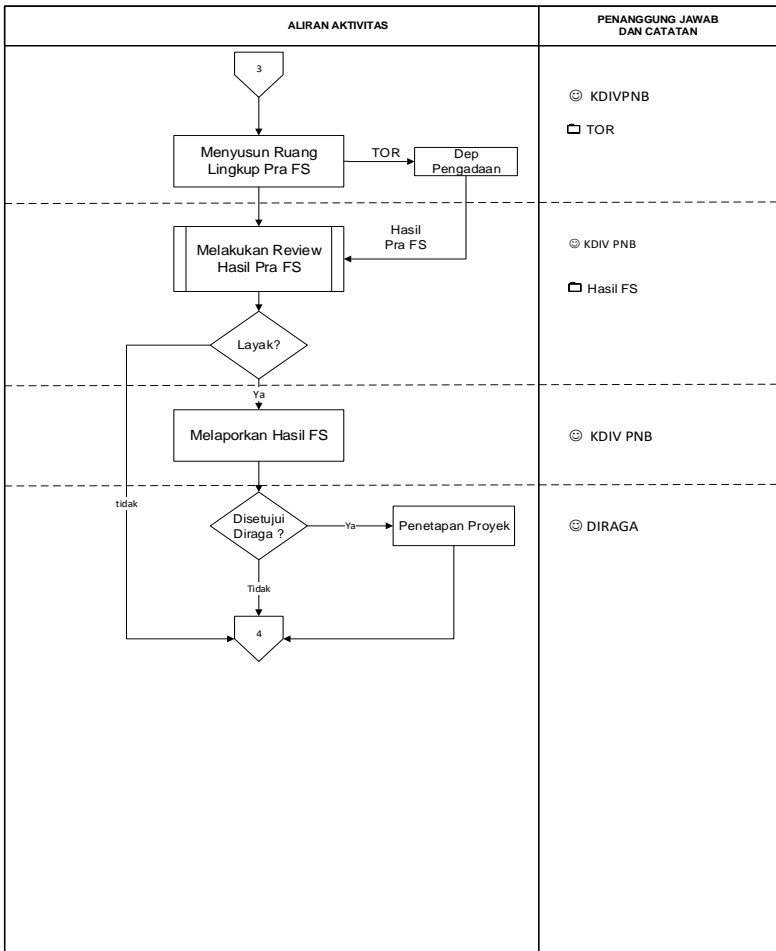 ALIRAN AKTIVITAS
PENANGGUNG JAWAB
DAN CATATAN
3
KDIVPNB
TOR
Menyusun Ruang
Lingkup Pra FS
TOR
Dep
Pengadaan
Melakukan Review
Hasil Pra FS
Hasil
Pra FS
KDIV PNB
Hasil FS
Layak?
Ya
Melaporkan Hasil FS
KDIV PNB
tidak
Disetujui
Diraga ?
Ya
Penetapan Proyek
DIRAGA
Tidak
4